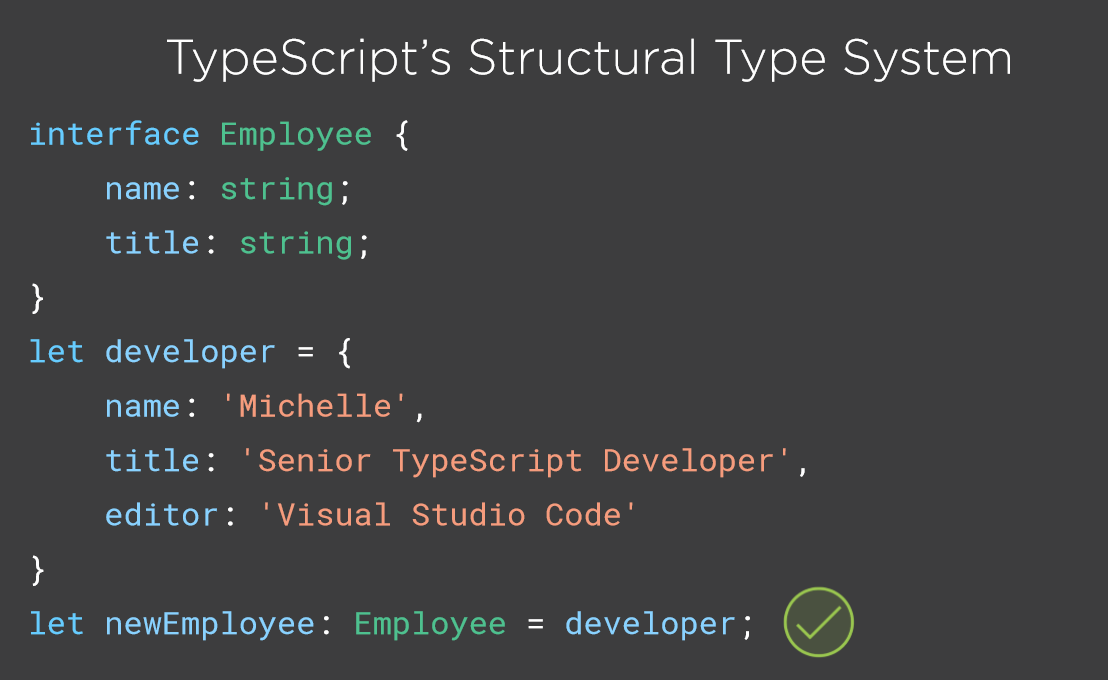 TypeScript’s Structural Type System
interface Employee {
    name: string;
    title: string;
}
let developer = {
    name: 'Michelle',
    title: 'Senior TypeScript Developer',
    editor: 'Visual Studio Code'
}
let newEmployee: Employee = developer;